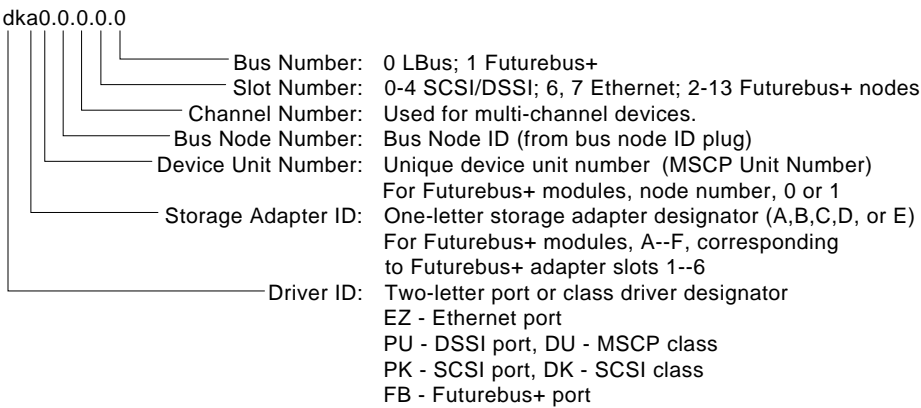 dka0.0.0.0.0
Bus Number: 0 LBus; 1 Futurebus+
Slot Number: 0-4 SCSI/DSSI; 6, 7 Ethernet; 2-13 Futurebus+ nodes
Channel Number: Used for multi-channel devices.
Bus Node Number: Bus Node ID (from bus node ID plug)
Device Unit Number: Unique device unit number (MSCP Unit Number)
For Futurebus+ modules, node number, 0 or 1
Storage Adapter ID: One-letter storage adapter designator (A,B,C,D, or E)
For Futurebus+ modules, A--F, corresponding
to Futurebus+ adapter slots 1--6
Driver ID: Two-letter port or class driver designator
EZ - Ethernet port
PU - DSSI port, DU - MSCP class
PK - SCSI port, DK - SCSI class
FB - Futurebus+ port